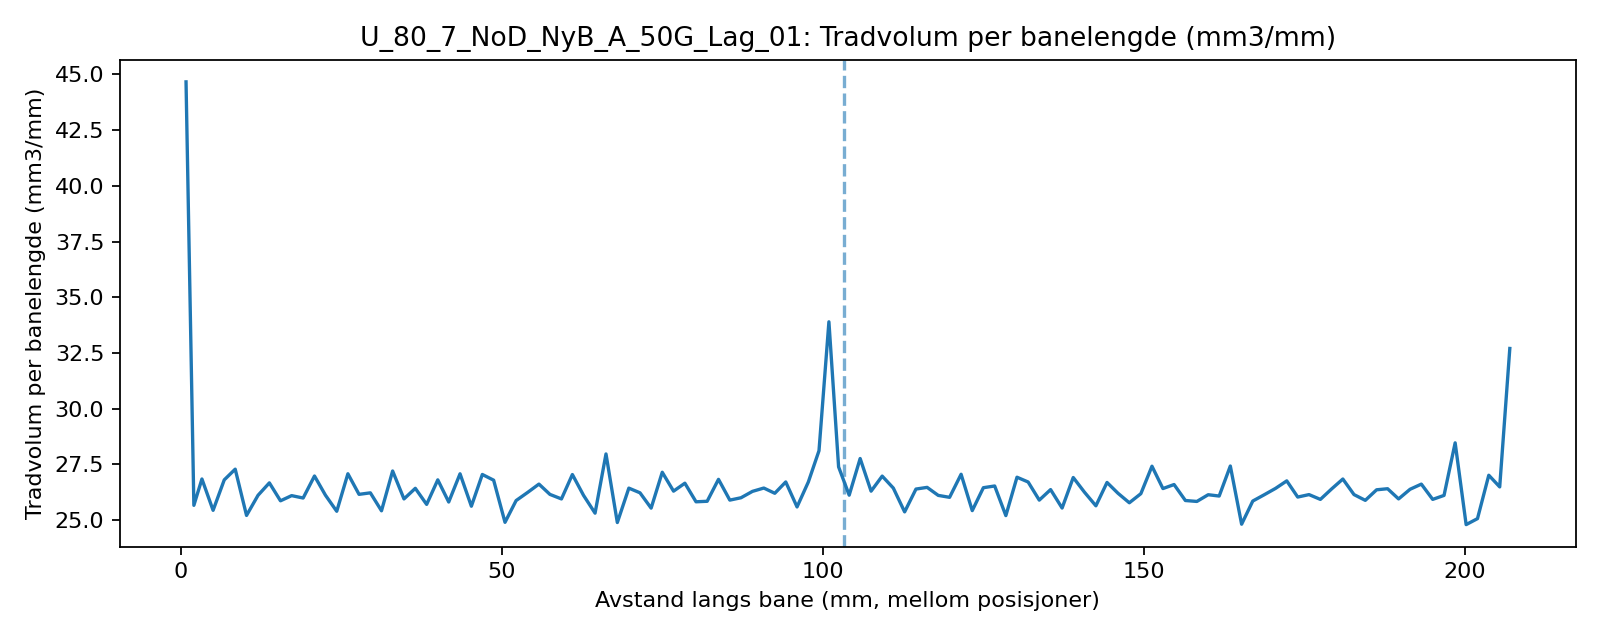 U_80_7_NoD_NyB_A_50G_Lag_01: Tradvolum per banelengde (mm3/mm)
Tradvolum per banelengde (mm3/mm)
45.0
42.5
40.0
37.5
35.0
32.5
30.0
27.5
25.0
0 50 100 150 200
Avstand langs bane (mm, mellom posisjoner)